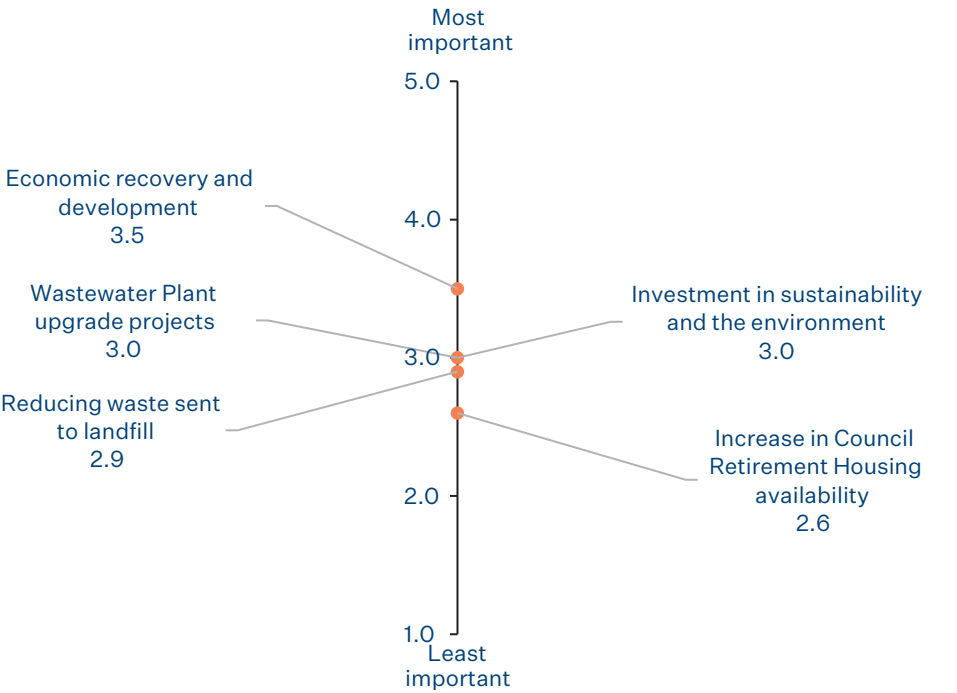 Most
important
5.0
Economic recovery and
development
3.5
4.0
Wastewater Plant
upgrade projects
3.0
Investment in sustainability
and the environment
3.0
3.0
Reducing waste sent
to landfill
2.9
Increase in Council
Retirement Housing
availability
2.6
2.0
1.0
Least
important